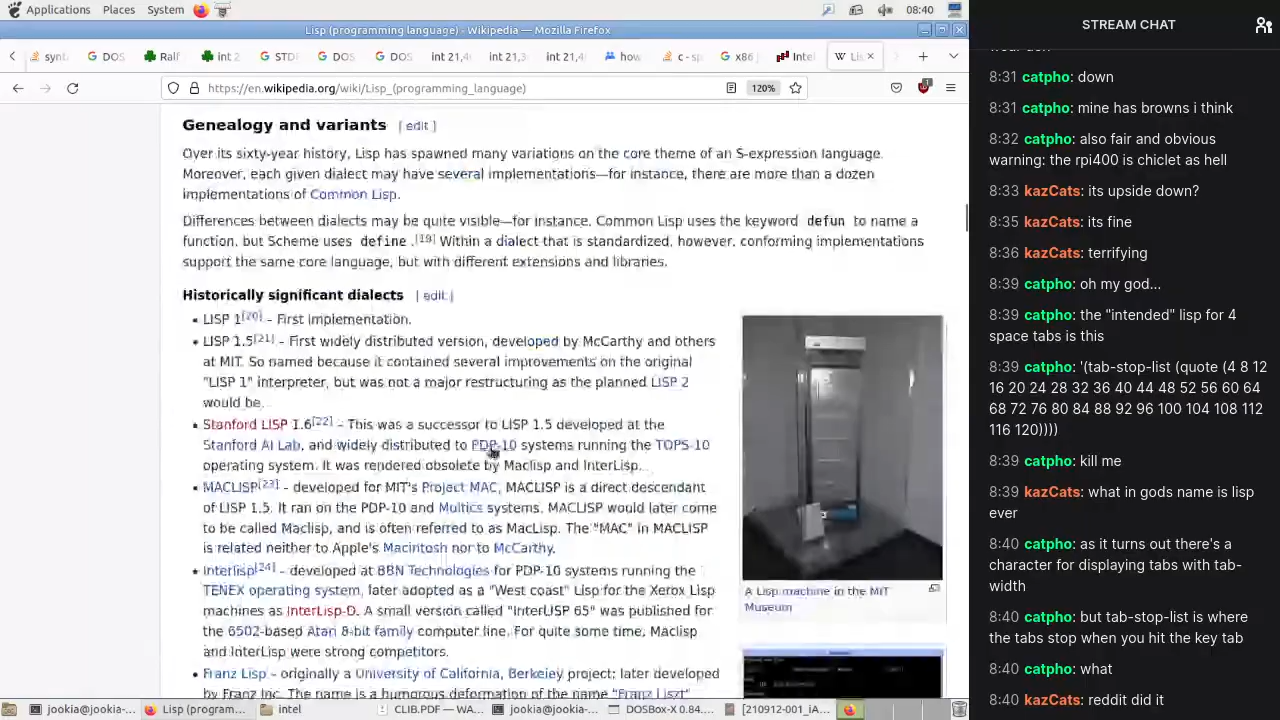 Applications Places System 08:40
Lisp (programming language) - Wikipedia — Mozilla Firefox
synt DOS Ralf int 2 STDI DOS DOS int 21,4 int 21,3 int 21,4 how c - sp x86 Intel Lis
https://en.wikipedia.org/wiki/Lisp_(programming_language) 120%
Genealogy and variants [ edit ]
Over its sixty-year history, Lisp has spawned many variations on the core theme of an S-expression language.
Moreover, each given dialect may have several implementations—for instance, there are more than a dozen
implementations of Common Lisp.
Differences between dialects may be quite visible—for instance, Common Lisp uses the keyword defun to name a
function, but Scheme uses define.[19] Within a dialect that is standardized, however, conforming implementations
support the same core language, but with different extensions and libraries.
Historically significant dialects [ edit ]
• LISP 1[20] – First implementation.
• LISP 1.5[21] – First widely distributed version, developed by McCarthy and others
at MIT. So named because it contained several improvements on the original
"LISP 1" interpreter, but was not a major restructuring as the planned LISP 2
would be.
• Stanford LISP 1.6[22] – This was a successor to LISP 1.5 developed at the
Stanford AI Lab, and widely distributed to PDP-10 systems running the TOPS-10
operating system. It was rendered obsolete by Maclisp and InterLisp.
• MACLISP[23] – developed for MIT's Project MAC, MACLISP is a direct descendant
of LISP 1.5. It ran on the PDP-10 and Multics systems. MACLISP would later come
to be called Maclisp, and is often referred to as MacLisp. The "MAC" in MACLISP
is related neither to Apple's Macintosh nor to McCarthy.
• Interlisp[24] – developed at BBN Technologies for PDP-10 systems running the
TENEX operating system, later adopted as a "West coast" Lisp for the Xerox Lisp
machines as InterLisp-D. A small version called "InterLISP 65" was published for
the 6502-based Atari 8-bit family computer line. For quite some time, Maclisp
and InterLisp were strong competitors.
• Franz Lisp – originally a University of California, Berkeley project; later developed
by Franz Inc. The name is a humorous deformation of the name "Franz Liszt"
A Lisp machine in the MIT
Museum
jookia@jookia-... Lisp (program... intel CLIB.PDF — WA... jookia@jookia-... DOSBox-X 0.84.... [210912-001_iA...
STREAM CHAT
8:31 catpho: down
8:31 catpho: mine has browns i think
8:32 catpho: also fair and obvious
warning: the rpi400 is chiclet as hell
8:33 kazCats: its upside down?
8:35 kazCats: its fine
8:36 kazCats: terrifying
8:39 catpho: oh my god...
8:39 catpho: the "intended" lisp for 4
space tabs is this
8:39 catpho: '(tab-stop-list (quote (4 8 12
16 20 24 28 32 36 40 44 48 52 56 60 64
68 72 76 80 84 88 92 96 100 104 108 112
116 120))))
8:39 catpho: kill me
8:39 kazCats: what in gods name is lisp
ever
8:40 catpho: as it turns out there's a
character for displaying tabs with tab-
width
8:40 catpho: but tab-stop-list is where
the tabs stop when you hit the key tab
8:40 catpho: what
8:40 kazCats: reddit did it